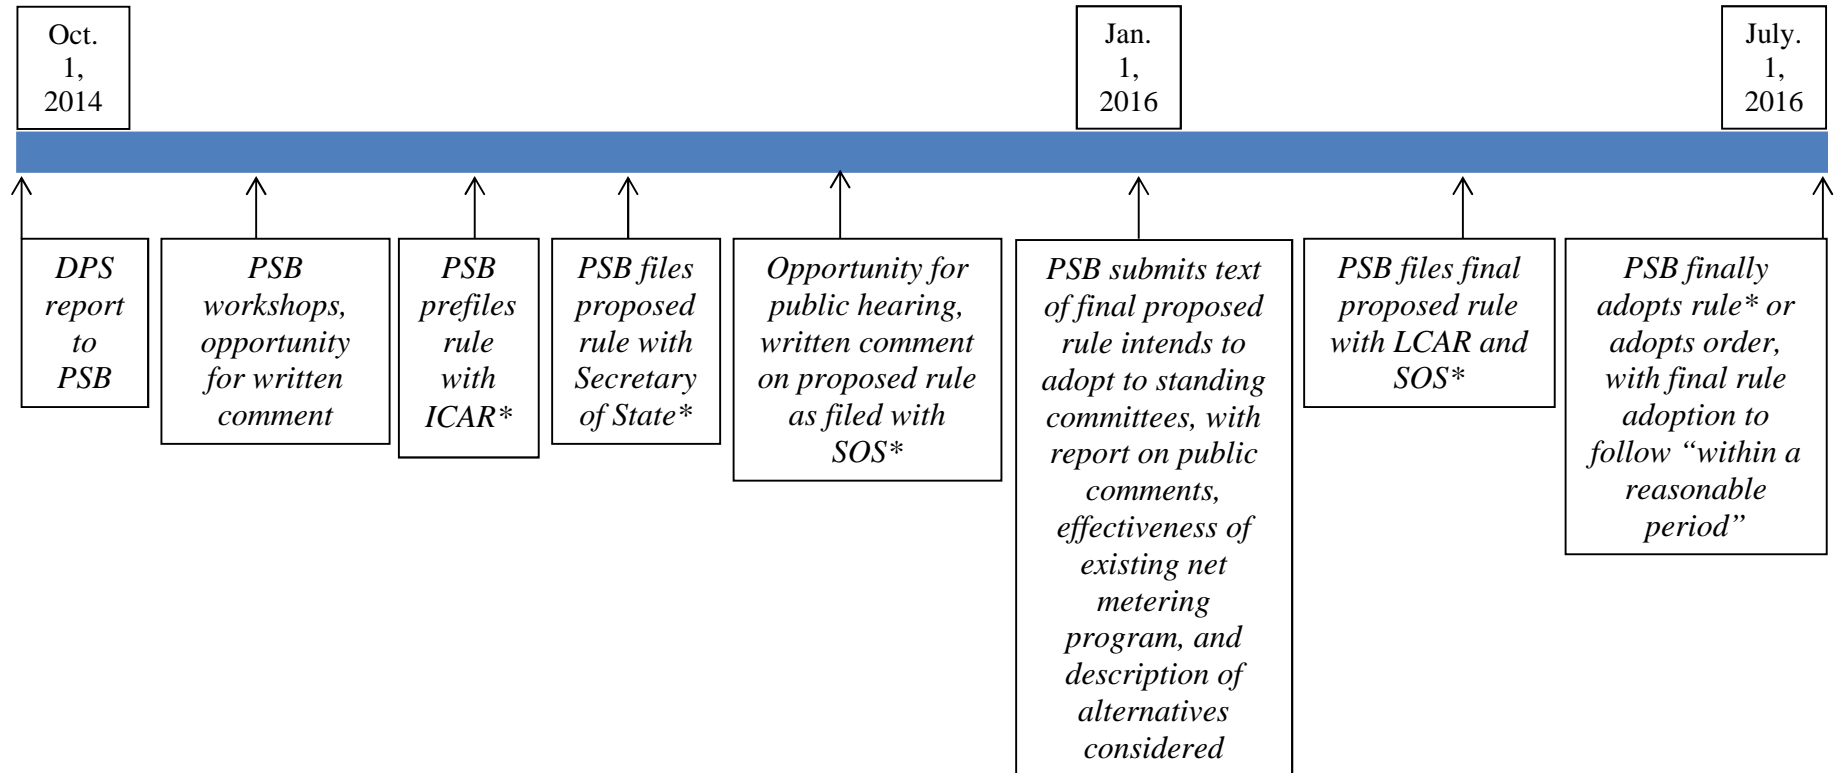 Oct.
1,
2014
Jan.
1,
2016
July.
1,
2016
DPS
report
to
PSB
PSB
workshops,
opportunity
for written
comment
PSB
prefiles
rule
with
ICAR*
PSB files
proposed
rule with
Secretary
of State*
Opportunity for
public hearing,
written comment
on proposed rule
as filed with
SOS*
PSB submits text
of final proposed
rule intends to
adopt to standing
committees, with
report on public
comments,
effectiveness of
existing net
metering
program, and
description of
alternatives
considered
PSB files final
proposed rule
with LCAR and
SOS*
PSB finally
adopts rule* or
adopts order,
with final rule
adoption to
follow “within a
reasonable
period”